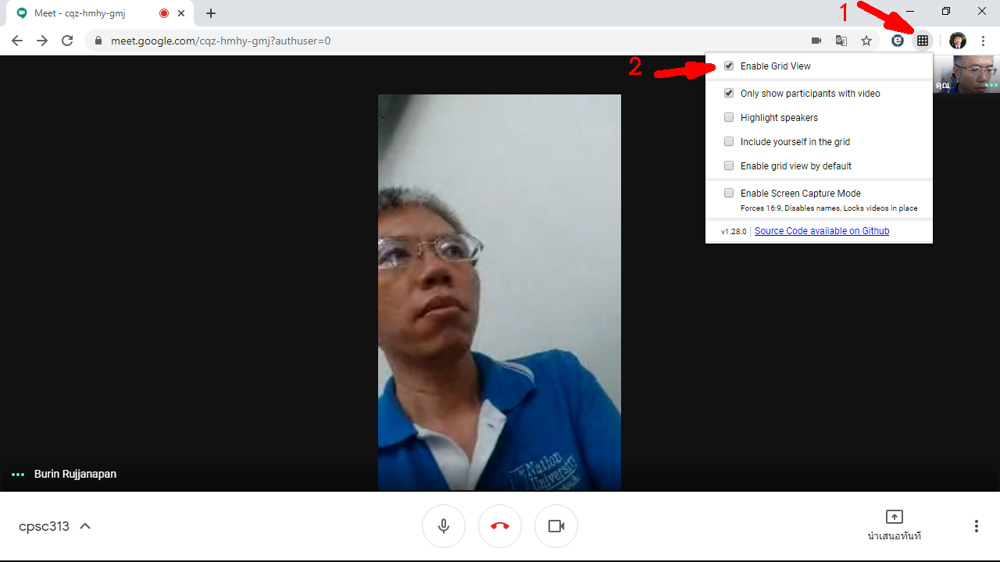 Meet - cqz-hmhy-gmj
1
meet.google.com/cqz-hmhy-gmj?authuser=0
2
Enable Grid View
Only show participants with video
Highlight speakers
Include yourself in the grid
Enable grid view by default
Enable Screen Capture Mode
Forces 16:9, Disables names, Locks videos in place
v1.28.0 Source Code available on Github
คุณ
Nation
University
Burin Rujjanapan
cpsc313
นำเสนอทันที